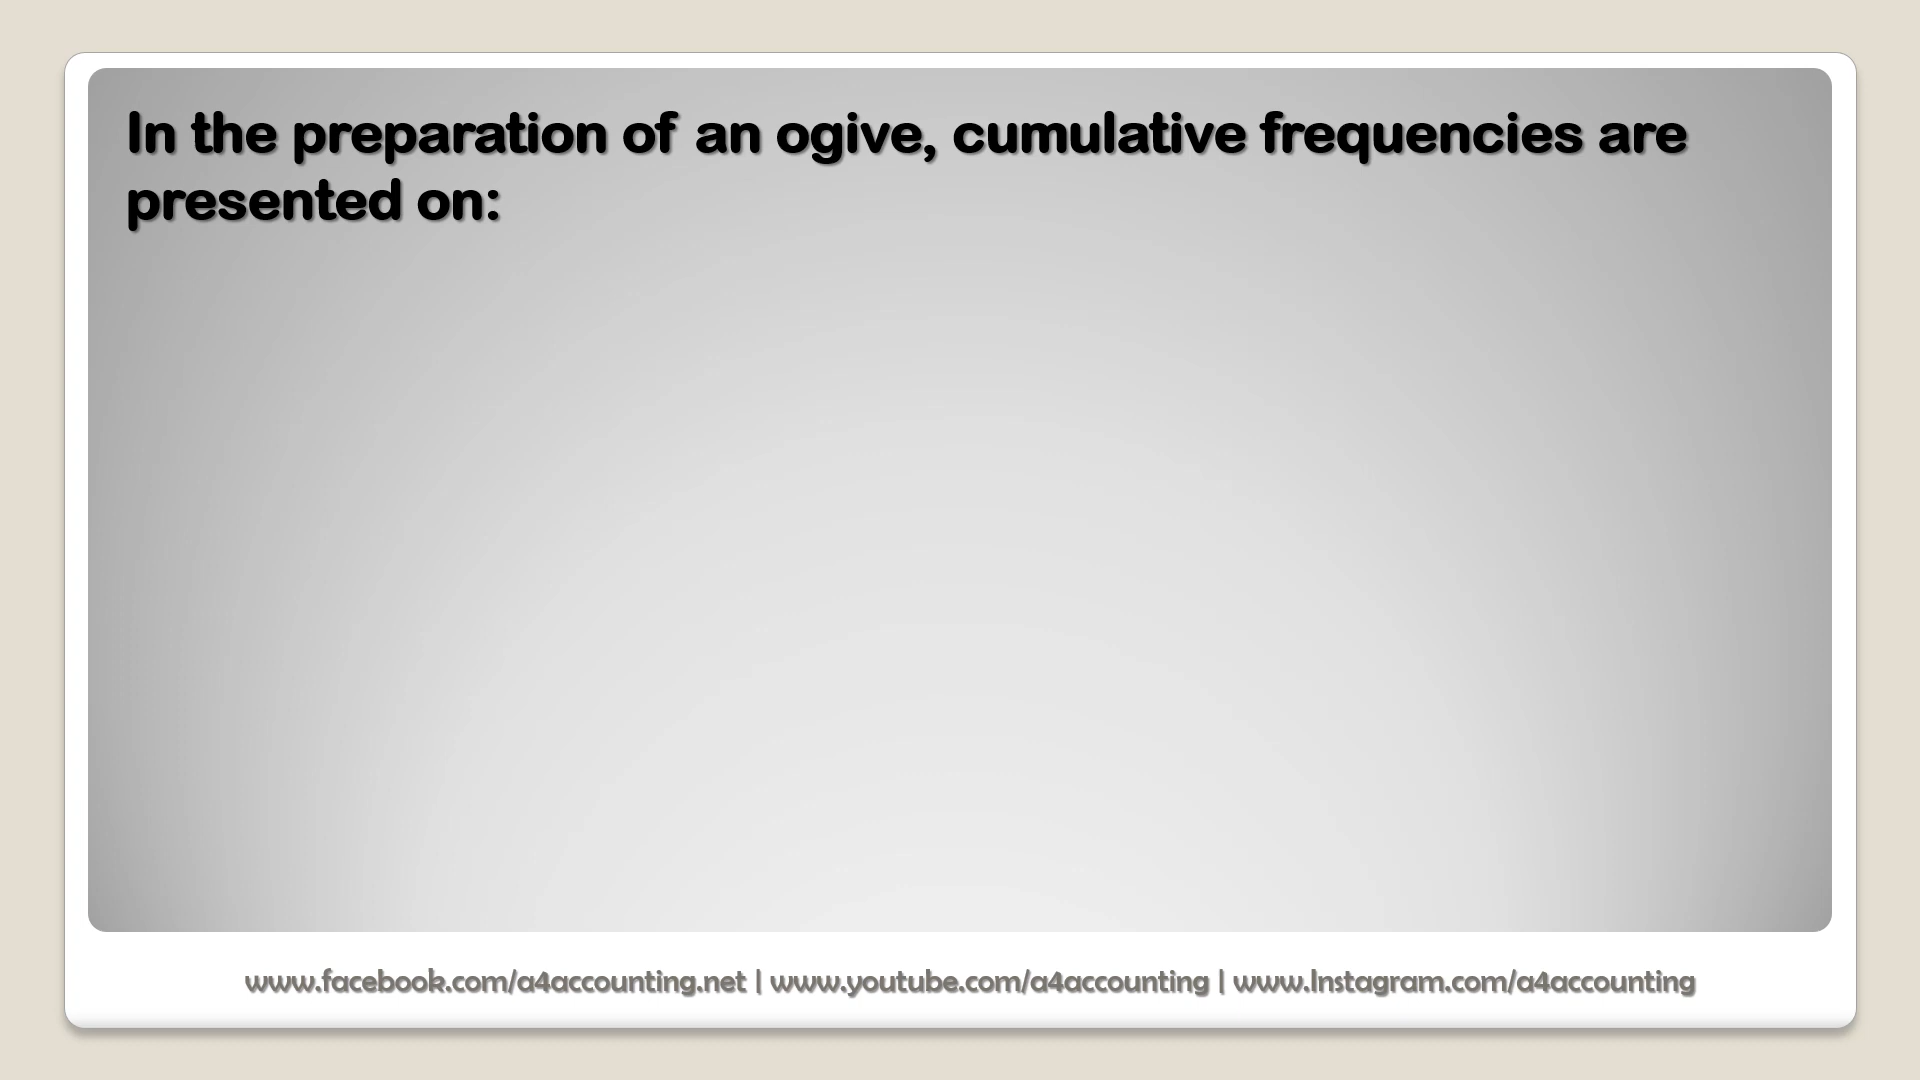 In the preparation of an ogive, cumulative frequencies are
presented on:
www.facebook.com/a4accounting.net | www.youtube.com/a4accounting | www.Instagram.com/a4accounting